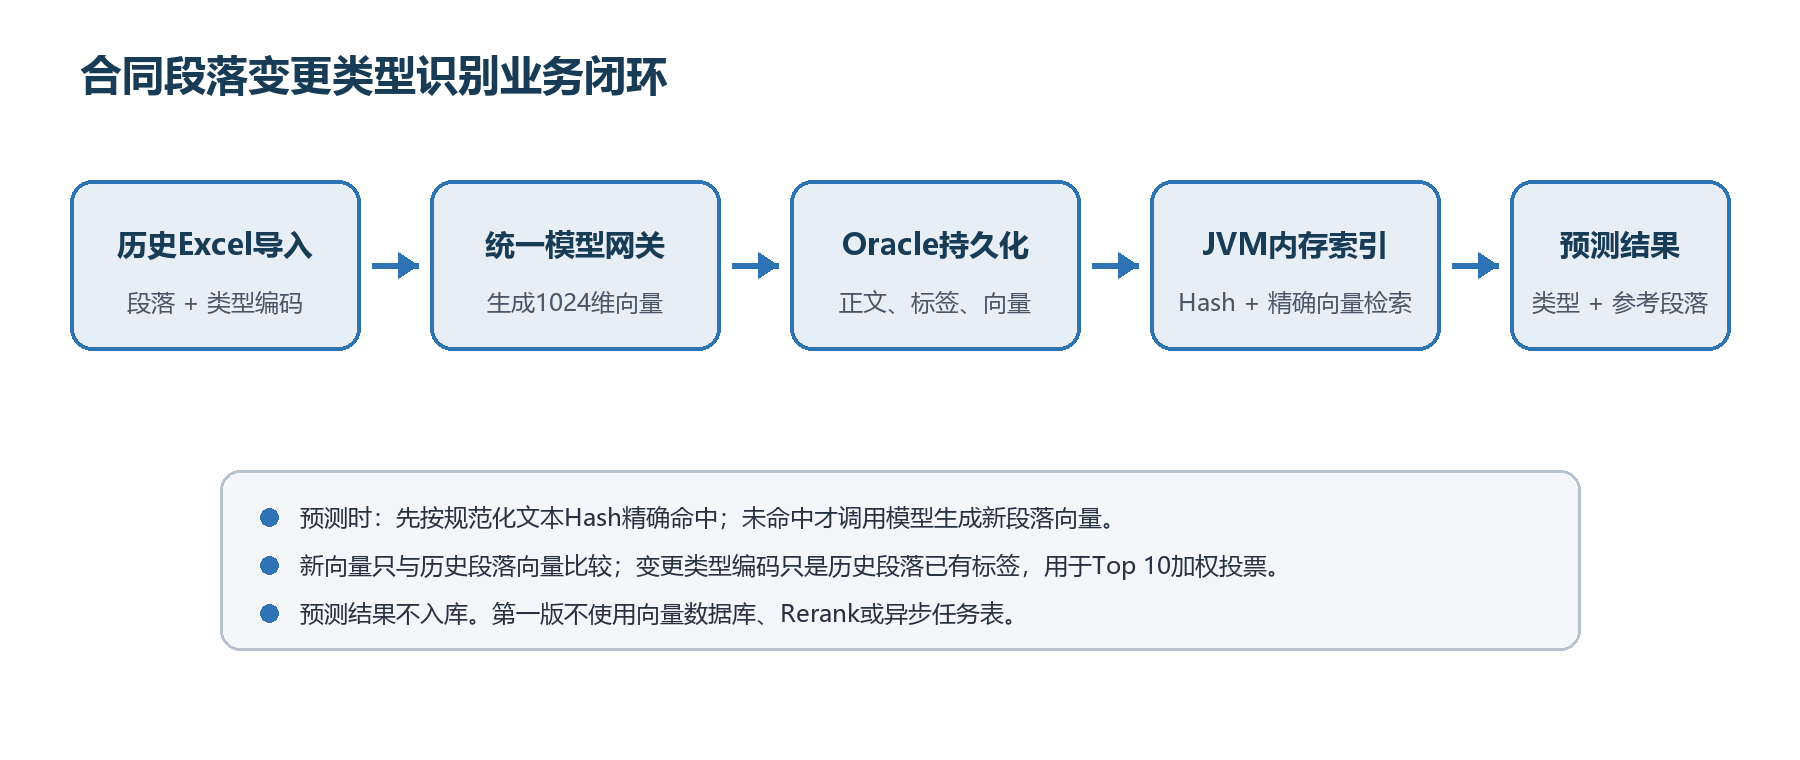 合同段落变更类型识别业务闭环
历史Excel导入
段落 + 类型编码
统一模型网关
生成1024维向量
Oracle持久化
正文、标签、向量
JVM内存索引
Hash + 精确向量检索
预测结果
类型 + 参考段落
预测时：先按规范化文本Hash精确命中；未命中才调用模型生成新段落向量。
新向量只与历史段落向量比较；变更类型编码只是历史段落已有标签，用于Top 10加权投票。
预测结果不入库。第一版不使用向量数据库、Rerank或异步任务表。